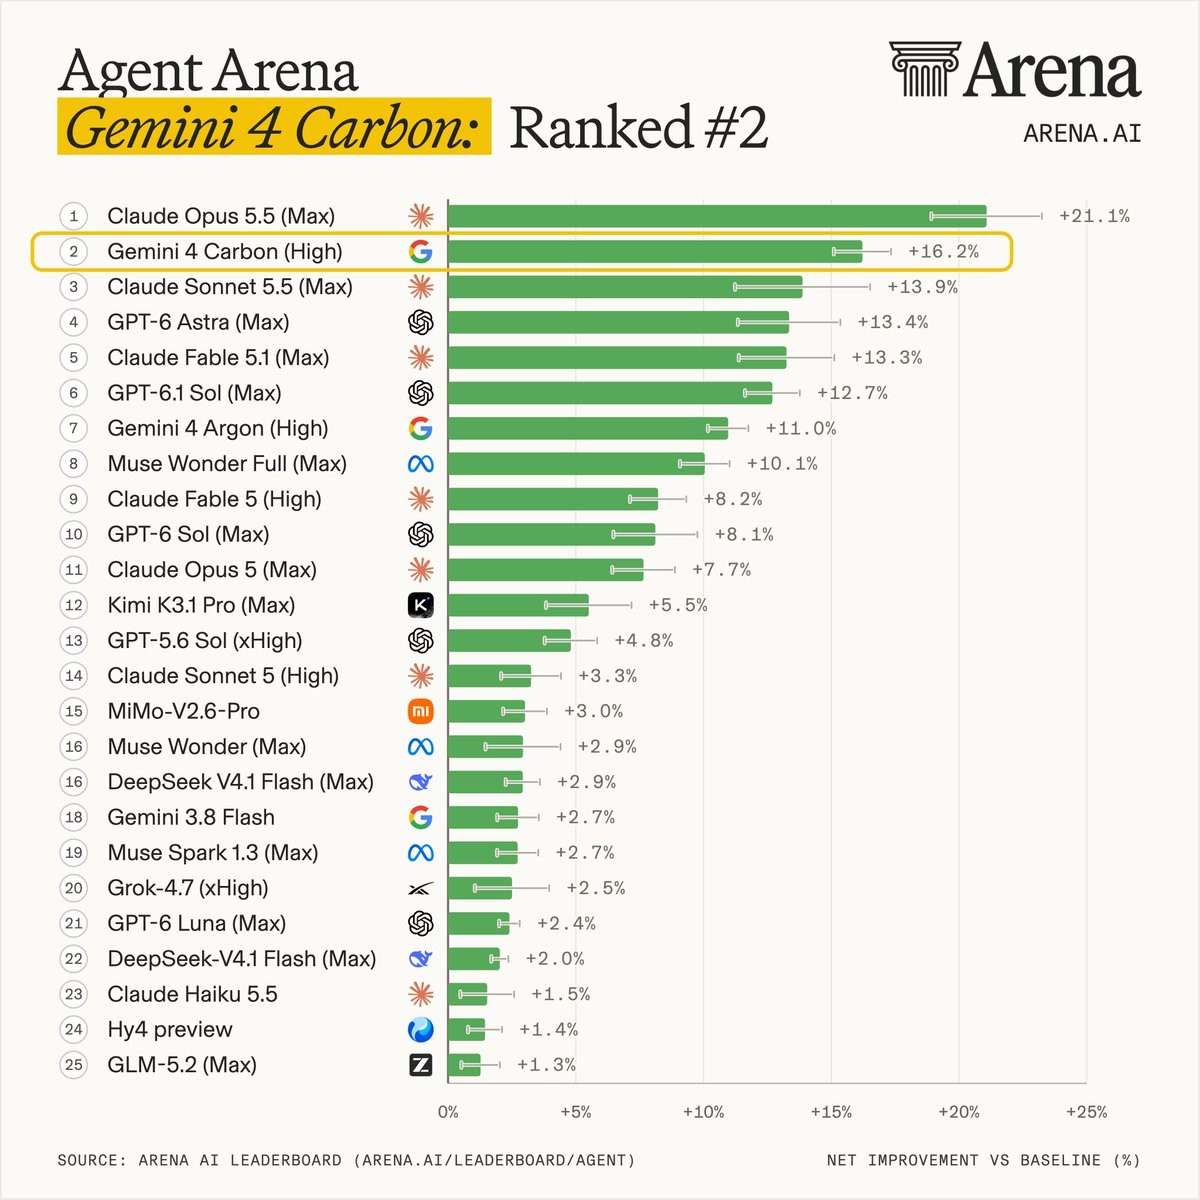 Agent Arena
Gemini 4 Carbon: Ranked #2
Arena
ARENA.AI
1 Claude Opus 5.5 (Max) +21.1%
2 Gemini 4 Carbon (High) +16.2%
3 Claude Sonnet 5.5 (Max) +13.9%
4 GPT-6 Astra (Max) +13.4%
5 Claude Fable 5.1 (Max) +13.3%
6 GPT-6.1 Sol (Max) +12.7%
7 Gemini 4 Argon (High) +11.0%
8 Muse Wonder Full (Max) +10.1%
9 Claude Fable 5 (High) +8.2%
10 GPT-6 Sol (Max) +8.1%
11 Claude Opus 5 (Max) +7.7%
12 Kimi K3.1 Pro (Max) K +5.5%
13 GPT-5.6 Sol (xHigh) +4.8%
14 Claude Sonnet 5 (High) +3.3%
15 MiMo-V2.6-Pro mi +3.0%
16 Muse Wonder (Max) +2.9%
16 DeepSeek V4.1 Flash (Max) +2.9%
18 Gemini 3.8 Flash +2.7%
19 Muse Spark 1.3 (Max) +2.7%
20 Grok-4.7 (xHigh) +2.5%
21 GPT-6 Luna (Max) +2.4%
22 DeepSeek-V4.1 Flash (Max) +2.0%
23 Claude Haiku 5.5 +1.5%
24 Hy4 preview +1.4%
25 GLM-5.2 (Max) Z +1.3%
0% +5% +10% +15% +20% +25%
SOURCE: ARENA AI LEADERBOARD (ARENA.AI/LEADERBOARD/AGENT) NET IMPROVEMENT VS BASELINE (%)